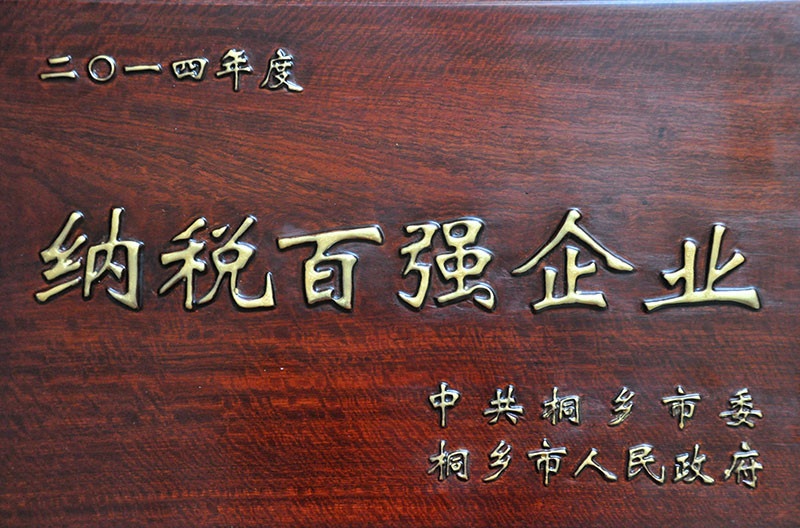 二〇一四年度
纳税百强企业
中共桐乡市委
桐乡市人民政府